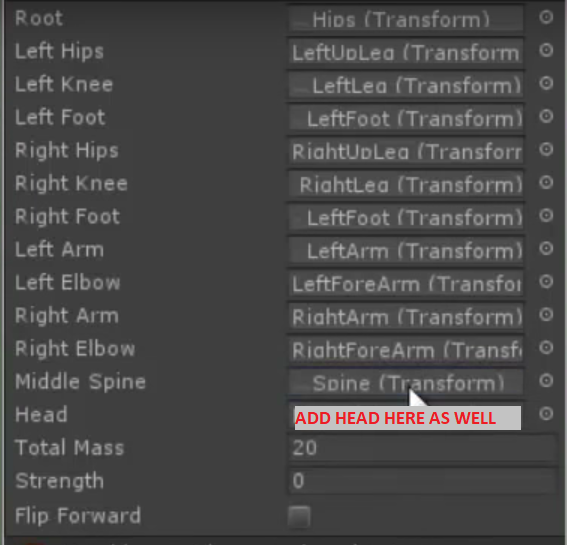 Root Hips (Transform)
Left Hips LeftUpLeg (Transform
Left Knee LeftLeg (Transform)
Left Foot LeftFoot (Transform)
Right Hips RightUpLeg (Transforr
Right Knee RightLeg (Transform)
Right Foot LeftFoot (Transform)
Left Arm LeftArm (Transform)
Left Elbow LeftForeArm (Transfo
Right Arm RightArm (Transform)
Right Elbow RightForeArm (Transf
Middle Spine Spine (Transform)
Head ADD HEAD HERE AS WELL
Total Mass 20
Strength 0
Flip Forward